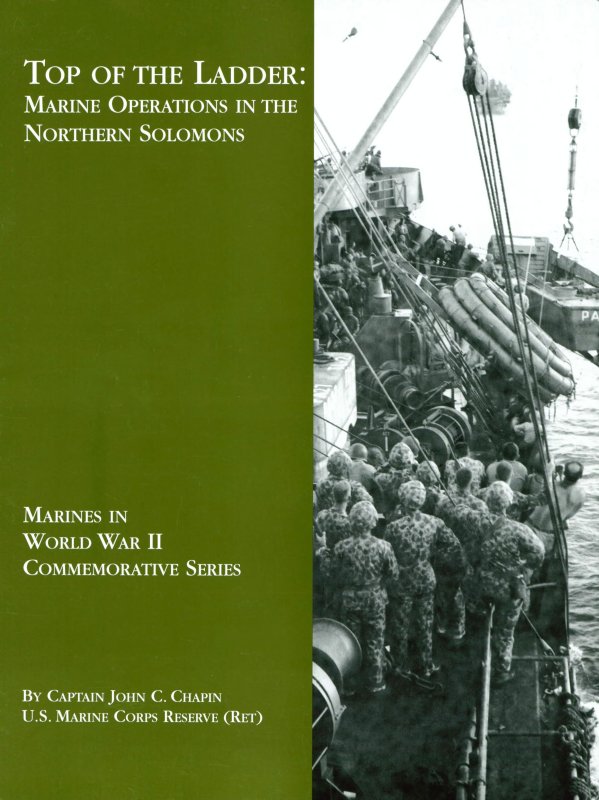 TOP OF THE LADDER:
MARINE OPERATIONS IN THE
NORTHERN SOLOMONS
PA
MARINES IN
WORLD WAR II
COMMEMORATIVE SERIES
BY CAPTAIN JOHN C. CHAPIN
U.S. MARINE CORPS RESERVE (RET)